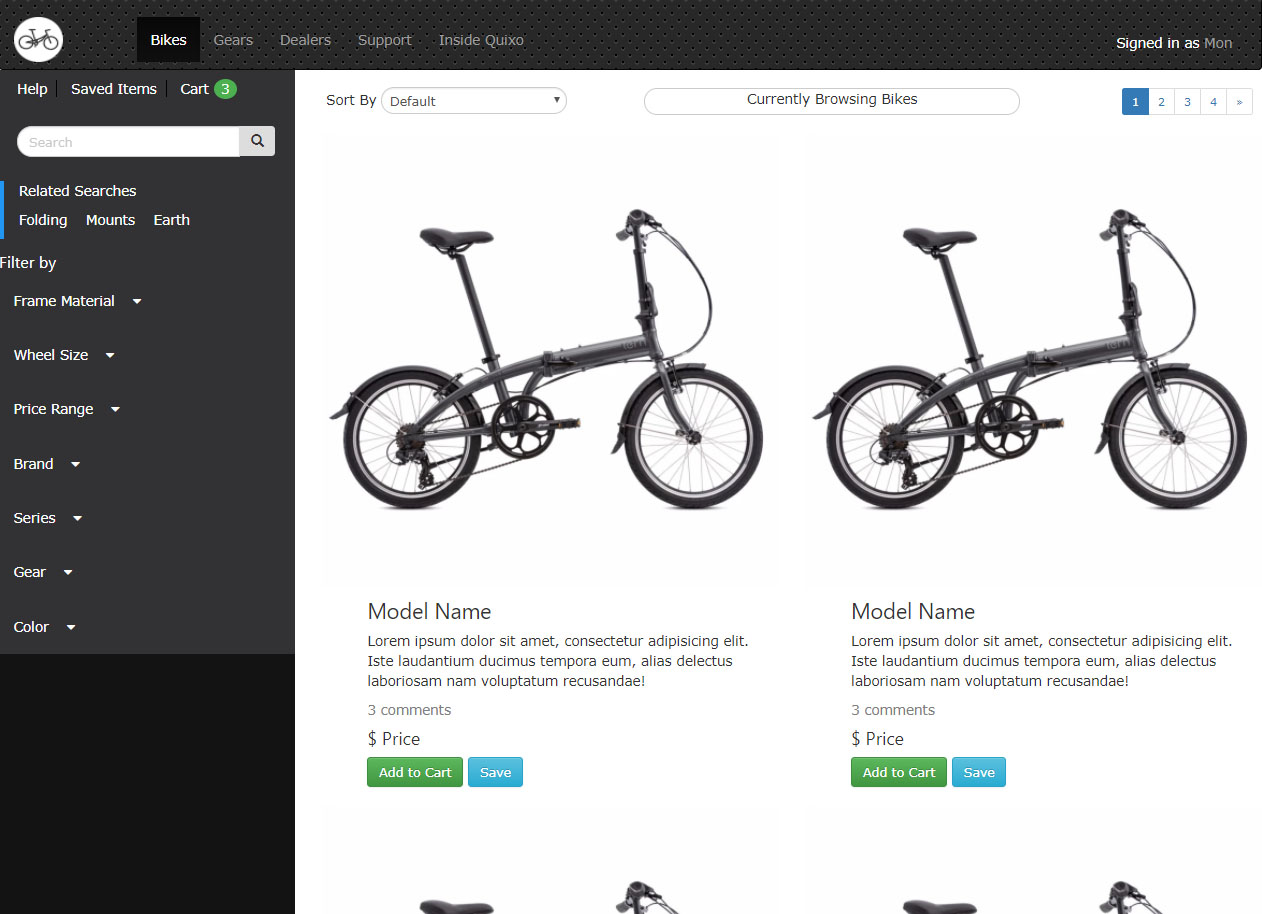 Bikes Gears Dealers Support Inside Quixo Signed in as Mon
Help Saved Items Cart 3
Search
Related Searches
Folding Mounts Earth
Filter by
Frame Material
Wheel Size
Price Range
Brand
Series
Gear
Color
Sort By Default Currently Browsing Bikes 1 2 3 4 »
Model Name
Lorem ipsum dolor sit amet, consectetur adipisicing elit.
Iste laudantium ducimus tempora eum, alias delectus
laboriosam nam voluptatum recusandae!
3 comments
$ Price
Add to Cart Save
Model Name
Lorem ipsum dolor sit amet, consectetur adipisicing elit.
Iste laudantium ducimus tempora eum, alias delectus
laboriosam nam voluptatum recusandae!
3 comments
$ Price
Add to Cart Save